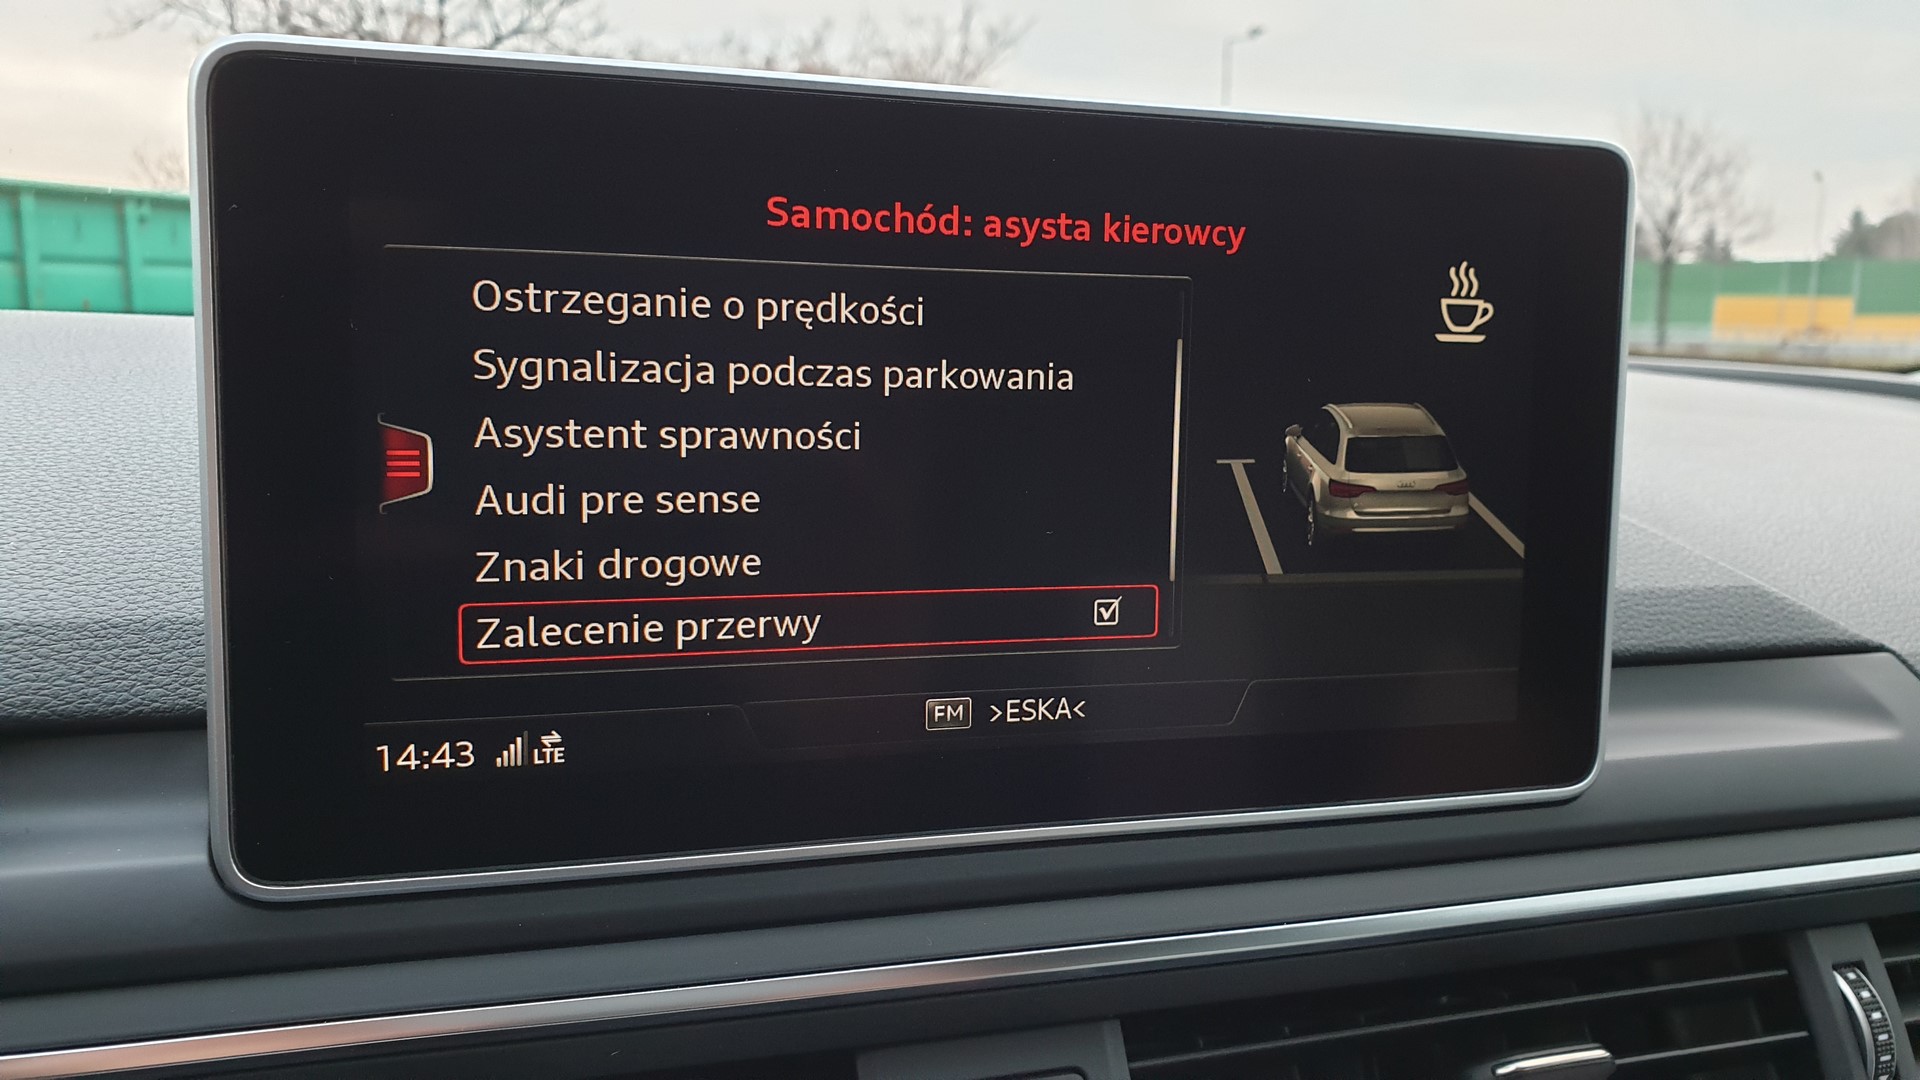 Samochód: asysta kierowcy
Ostrzeganie o prędkości
Sygnalizacja podczas parkowania
Asystent sprawności
Audi pre sense
Znaki drogowe
Zalecenie przerwy
FM >ESKA<
14:43 LTE